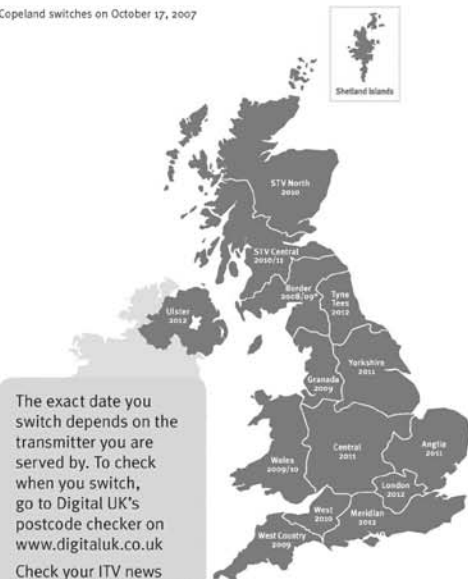 Copeland switches on October 17, 2007
Shetland Islands
STV North
2010
STV Central
2010/11
Border
2008/09*
Tyne
Tees
2012
Ulster
2012
Granada
2009
Yorkshire
2011
Wales
2009/10
Central
2011
Anglia
2011
London
2012
West
2010
Meridian
2012
West Country
2009
The exact date you
switch depends on the
transmitter you are
served by. To check
when you switch,
go to Digital UK's
postcode checker on
www.digitaluk.co.uk
Check your ITV news